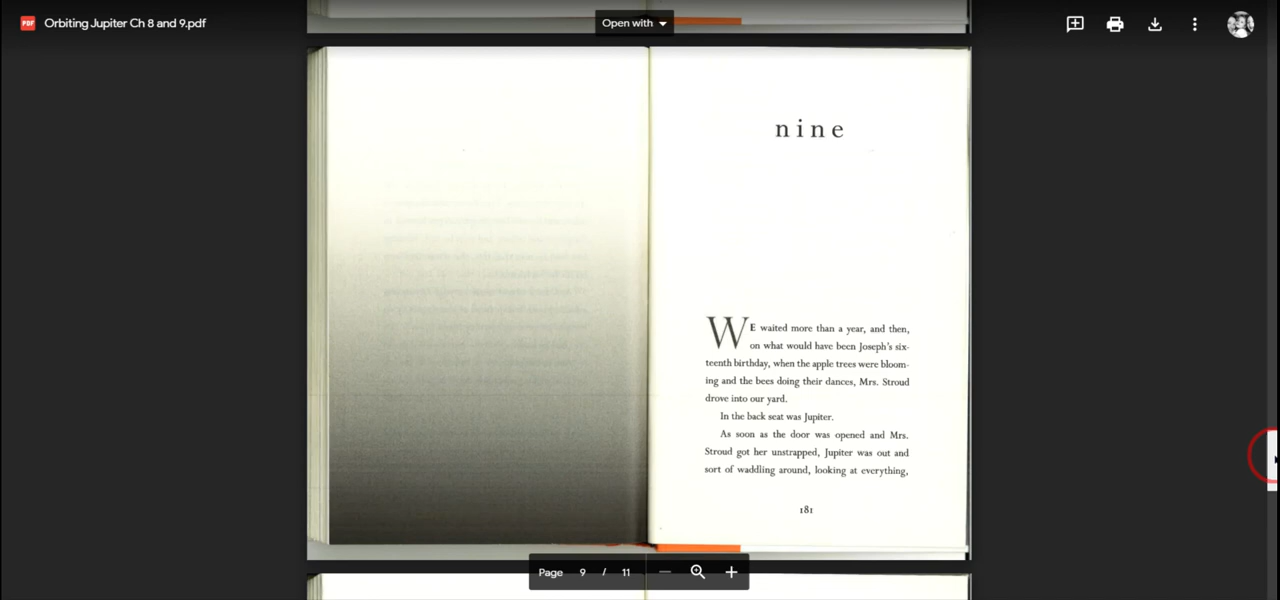 PDF
Orbiting Jupiter Ch 8 and 9.pdf
Open with
nine
WE waited more than a year, and then,
on what would have been Joseph's six-
teenth birthday, when the apple trees were bloom-
ing and the bees doing their dances, Mrs. Stroud
drove into our yard.
In the back seat was Jupiter.
As soon as the door was opened and Mrs.
Stroud got her unstrapped, Jupiter was out and
sort of waddling around, looking at everything,
181
Page 9 / 11